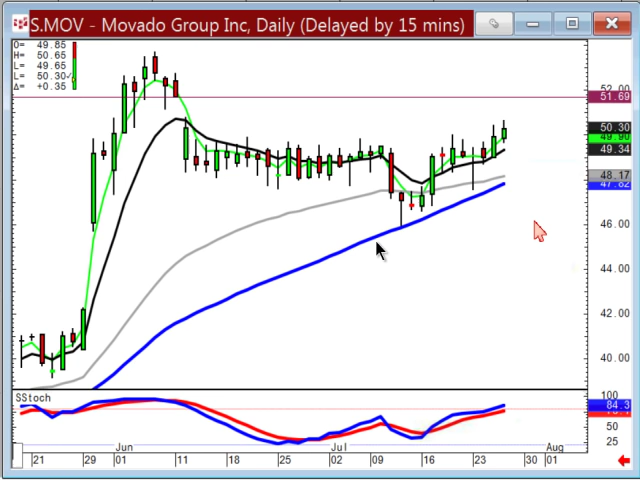 S.MOV - Movado Group Inc, Daily (Delayed by 15 mins)
O= 49.85
H= 50.65
L= 49.65
L= 50.30
Δ= +0.35
52.00
51.69
50.30
49.90
49.34
48.17
47.82
46.00
44.00
42.00
40.00
SStoch
100
84.3
50
25
Jun Jul Aug
21 29 01 11 18 25 02 09 16 23 30 01